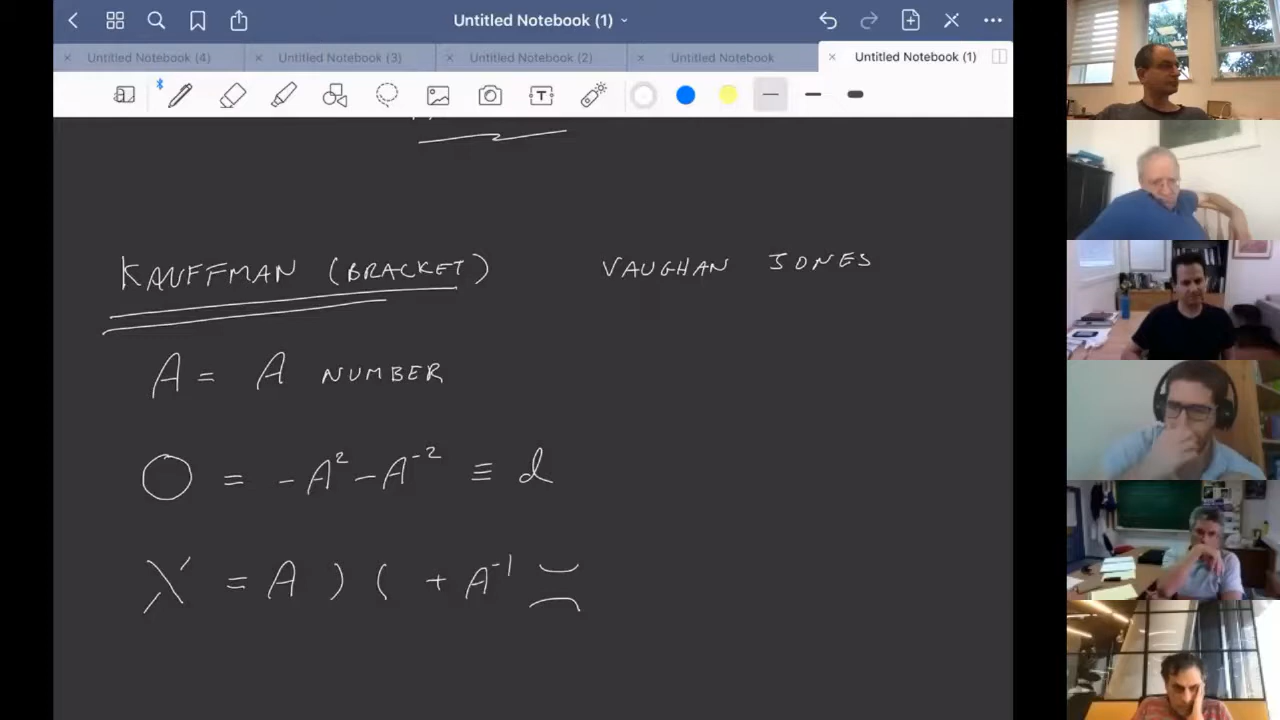 Untitled Notebook (1)
Untitled Notebook (4) Untitled Notebook (3) Untitled Notebook (2) Untitled Notebook Untitled Notebook (1)
KAUFFMAN (BRACKET) VAUGHAN JONES
A = A NUMBER
◯ = -A² - A⁻² ≡ d
= A ) ( + A⁻¹